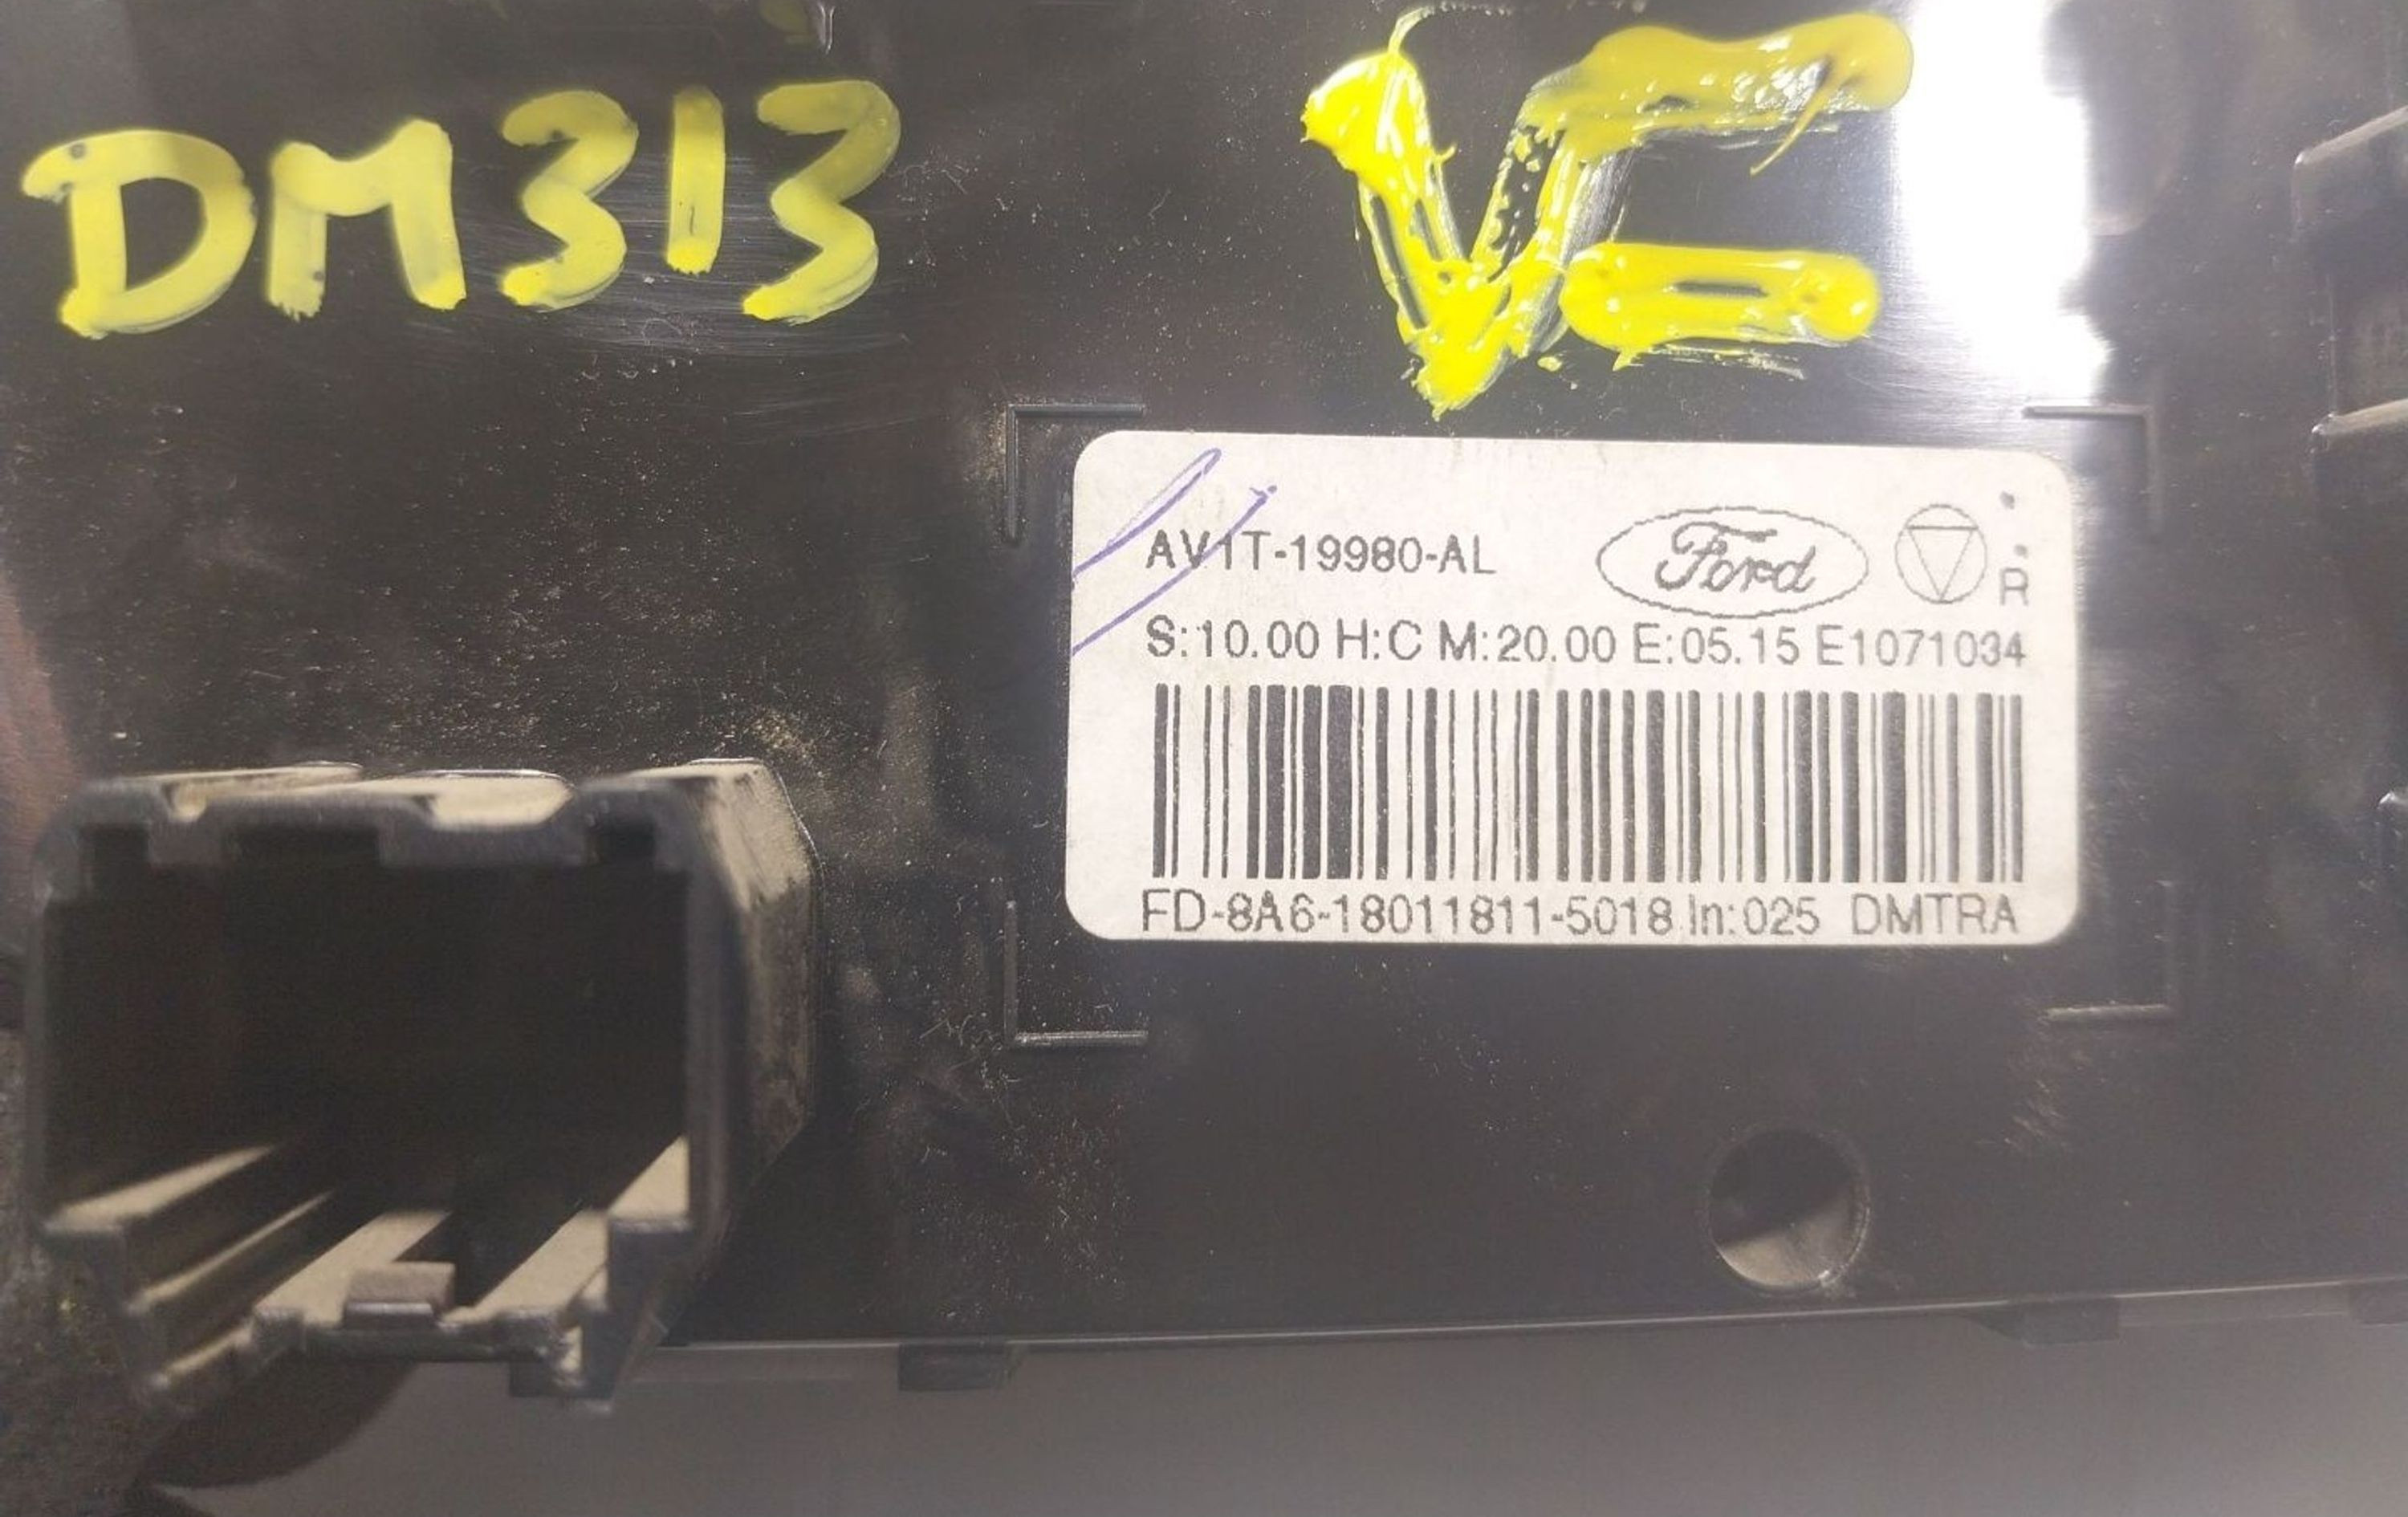 DM313
VF
AV1T-19980-AL Ford R
S:10.00 H:C M:20.00 E:05.15 E1071034
FD-8A6-18011811-5018 In:025 DMTRA